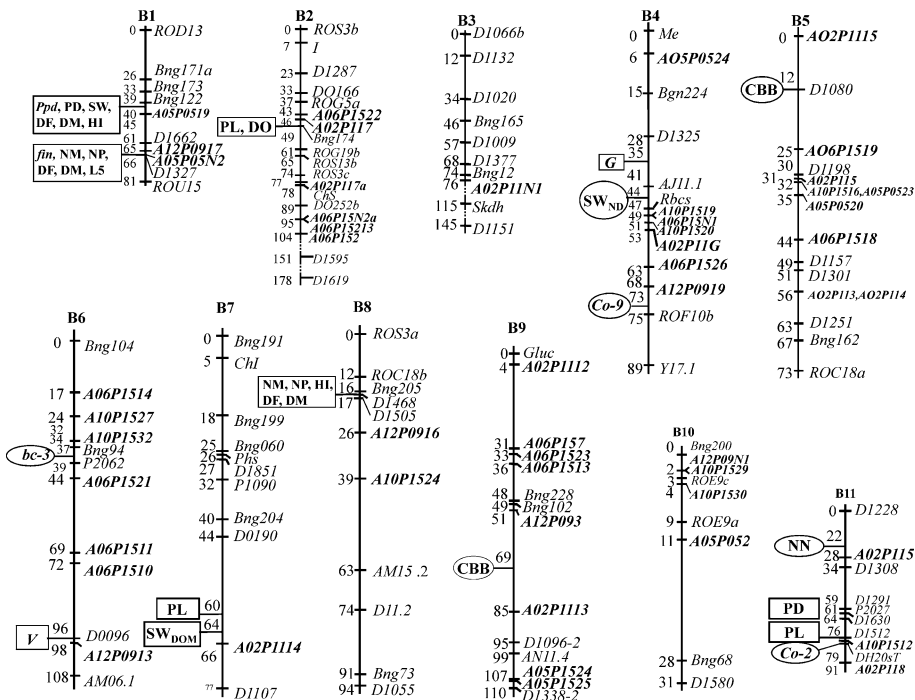 B1
0 ROD13
26 Bng171a
33 Bng173
39 Bng122
Ppd, PD, SW,
DF, DM, HI
40 A05P0519
45
61 D1662
65 A12P0917
fin, NM, NP,
DF, DM, L5
66 A05P05N2
D1327
81 ROU15
B2
0 ROS3b
7 I
23 D1287
33 DO166
37 ROG5a
43 A06P1522
PL, DO
46 A02P117
49 Bng174
61 ROG19b
65 ROS13b
74 ROS3c
77 A02P117a
78 ChS
89 DO252b
A06P15N2a
95 A06P15213
104 A06P152
151 D1595
178 D1619
B3
0 D1066b
12 D1132
34 D1020
46 Bng165
57 D1009
68 D1377
74 Bng12
76 A02P11N1
115 Skdh
145 D1151
B4
0 Me
6 AO5P0524
15 Bgn224
28 D1325
35
G
41
AJ11.1
44 Rbcs
SWND
47 A10P1519
49 A06P15N1
51 A10P1520
53 A02P11G
63 A06P1526
68 A12P0919
Co-9 73
75 ROF10b
89 Y17.1
B5
0 AO2P1115
CBB 12
D1080
25 AO6P1519
30 D1198
31 A02P115
32 A10P1516,A05P0523
35 A05P0520
44 A06P1518
49 D1157
51 D1301
56 AO2P113,AO2P114
63 D1251
67 Bng162
73 ROC18a
B6
0 Bng104
17 A06P1514
24 A10P1527
32
34 A10P1532
bc-3 37 Bng94
39 P2062
44 A06P1521
69 A06P1511
72 A06P1510
V 96 D0096
98 A12P0913
108 AM06.1
B7
0 Bng191
5 ChI
18 Bng199
25 Bng060
26 Phs
27 D1851
32 P1090
40 Bng204
44 D0190
PL 60
SWDOM 64
66 A02P1114
77 D1107
B8
0 ROS3a
12 ROC18b
NM, NP, HI,
DF, DM
16 Bng205
17 D1468
D1505
26 A12P0916
39 A10P1524
63 AM15 .2
74 D11.2
91 Bng73
94 D1055
B9
0 Gluc
4 A02P1112
31 A06P157
33 A06P1523
36 A06P1513
48 Bng228
49 Bng102
51 A12P093
CBB 69
85 A02P1113
95 D1096-2
99 AN11.4
107 A05P1524
A05P1525
110 D1338-2
B10
0 Bng200
A12P09N1
2 A10P1529
3 ROE9c
4 A10P1530
9 ROE9a
11 A05P052
28 Bng68
31 D1580
B11
0 D1228
NN 22
28 A02P115
34 D1308
59 D1291
PD 61 P2027
64 D1630
PL 76 D1512
A10P1512
Co-2 79 DH20sT
91 A02P118